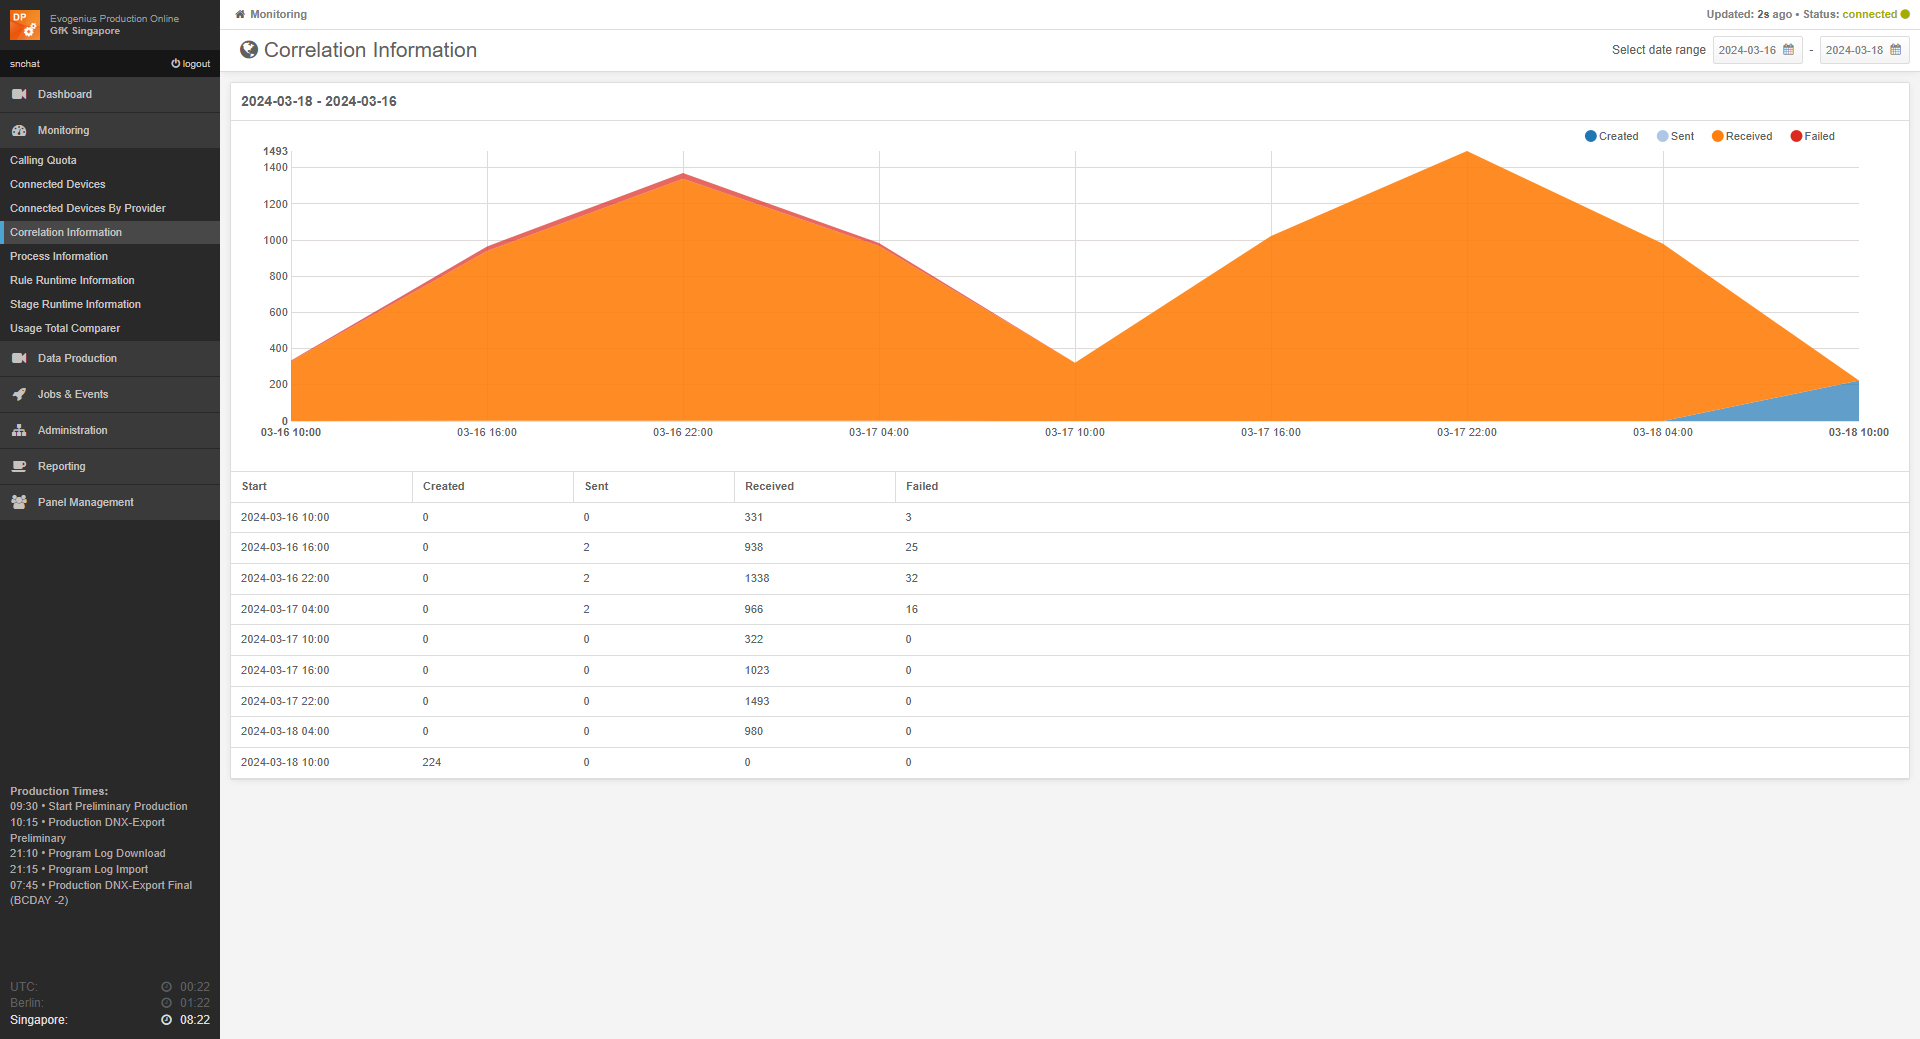 DP
Evogenius Production Online
GfK Singapore
snchat
logout
Dashboard
Monitoring
Calling Quota
Connected Devices
Connected Devices By Provider
Correlation Information
Process Information
Rule Runtime Information
Stage Runtime Information
Usage Total Comparer
Data Production
Jobs & Events
Administration
Reporting
Panel Management
Production Times:
09:30 • Start Preliminary Production
10:15 • Production DNX-Export
Preliminary
21:10 • Program Log Download
21:15 • Program Log Import
07:45 • Production DNX-Export Final
(BCDAY -2)
UTC: 00:22
Berlin: 01:22
Singapore: 08:22
Monitoring
Updated: 2s ago • Status: connected
Correlation Information
Select date range 2024-03-16 - 2024-03-18
2024-03-18 - 2024-03-16
Created Sent Received Failed
1493
1400
1200
1000
800
600
400
200
0
03-16 10:00 03-16 16:00 03-16 22:00 03-17 04:00 03-17 10:00 03-17 16:00 03-17 22:00 03-18 04:00 03-18 10:00
Start Created Sent Received Failed
2024-03-16 10:00 0 0 331 3
2024-03-16 16:00 0 2 938 25
2024-03-16 22:00 0 2 1338 32
2024-03-17 04:00 0 2 966 16
2024-03-17 10:00 0 0 322 0
2024-03-17 16:00 0 0 1023 0
2024-03-17 22:00 0 0 1493 0
2024-03-18 04:00 0 0 980 0
2024-03-18 10:00 224 0 0 0